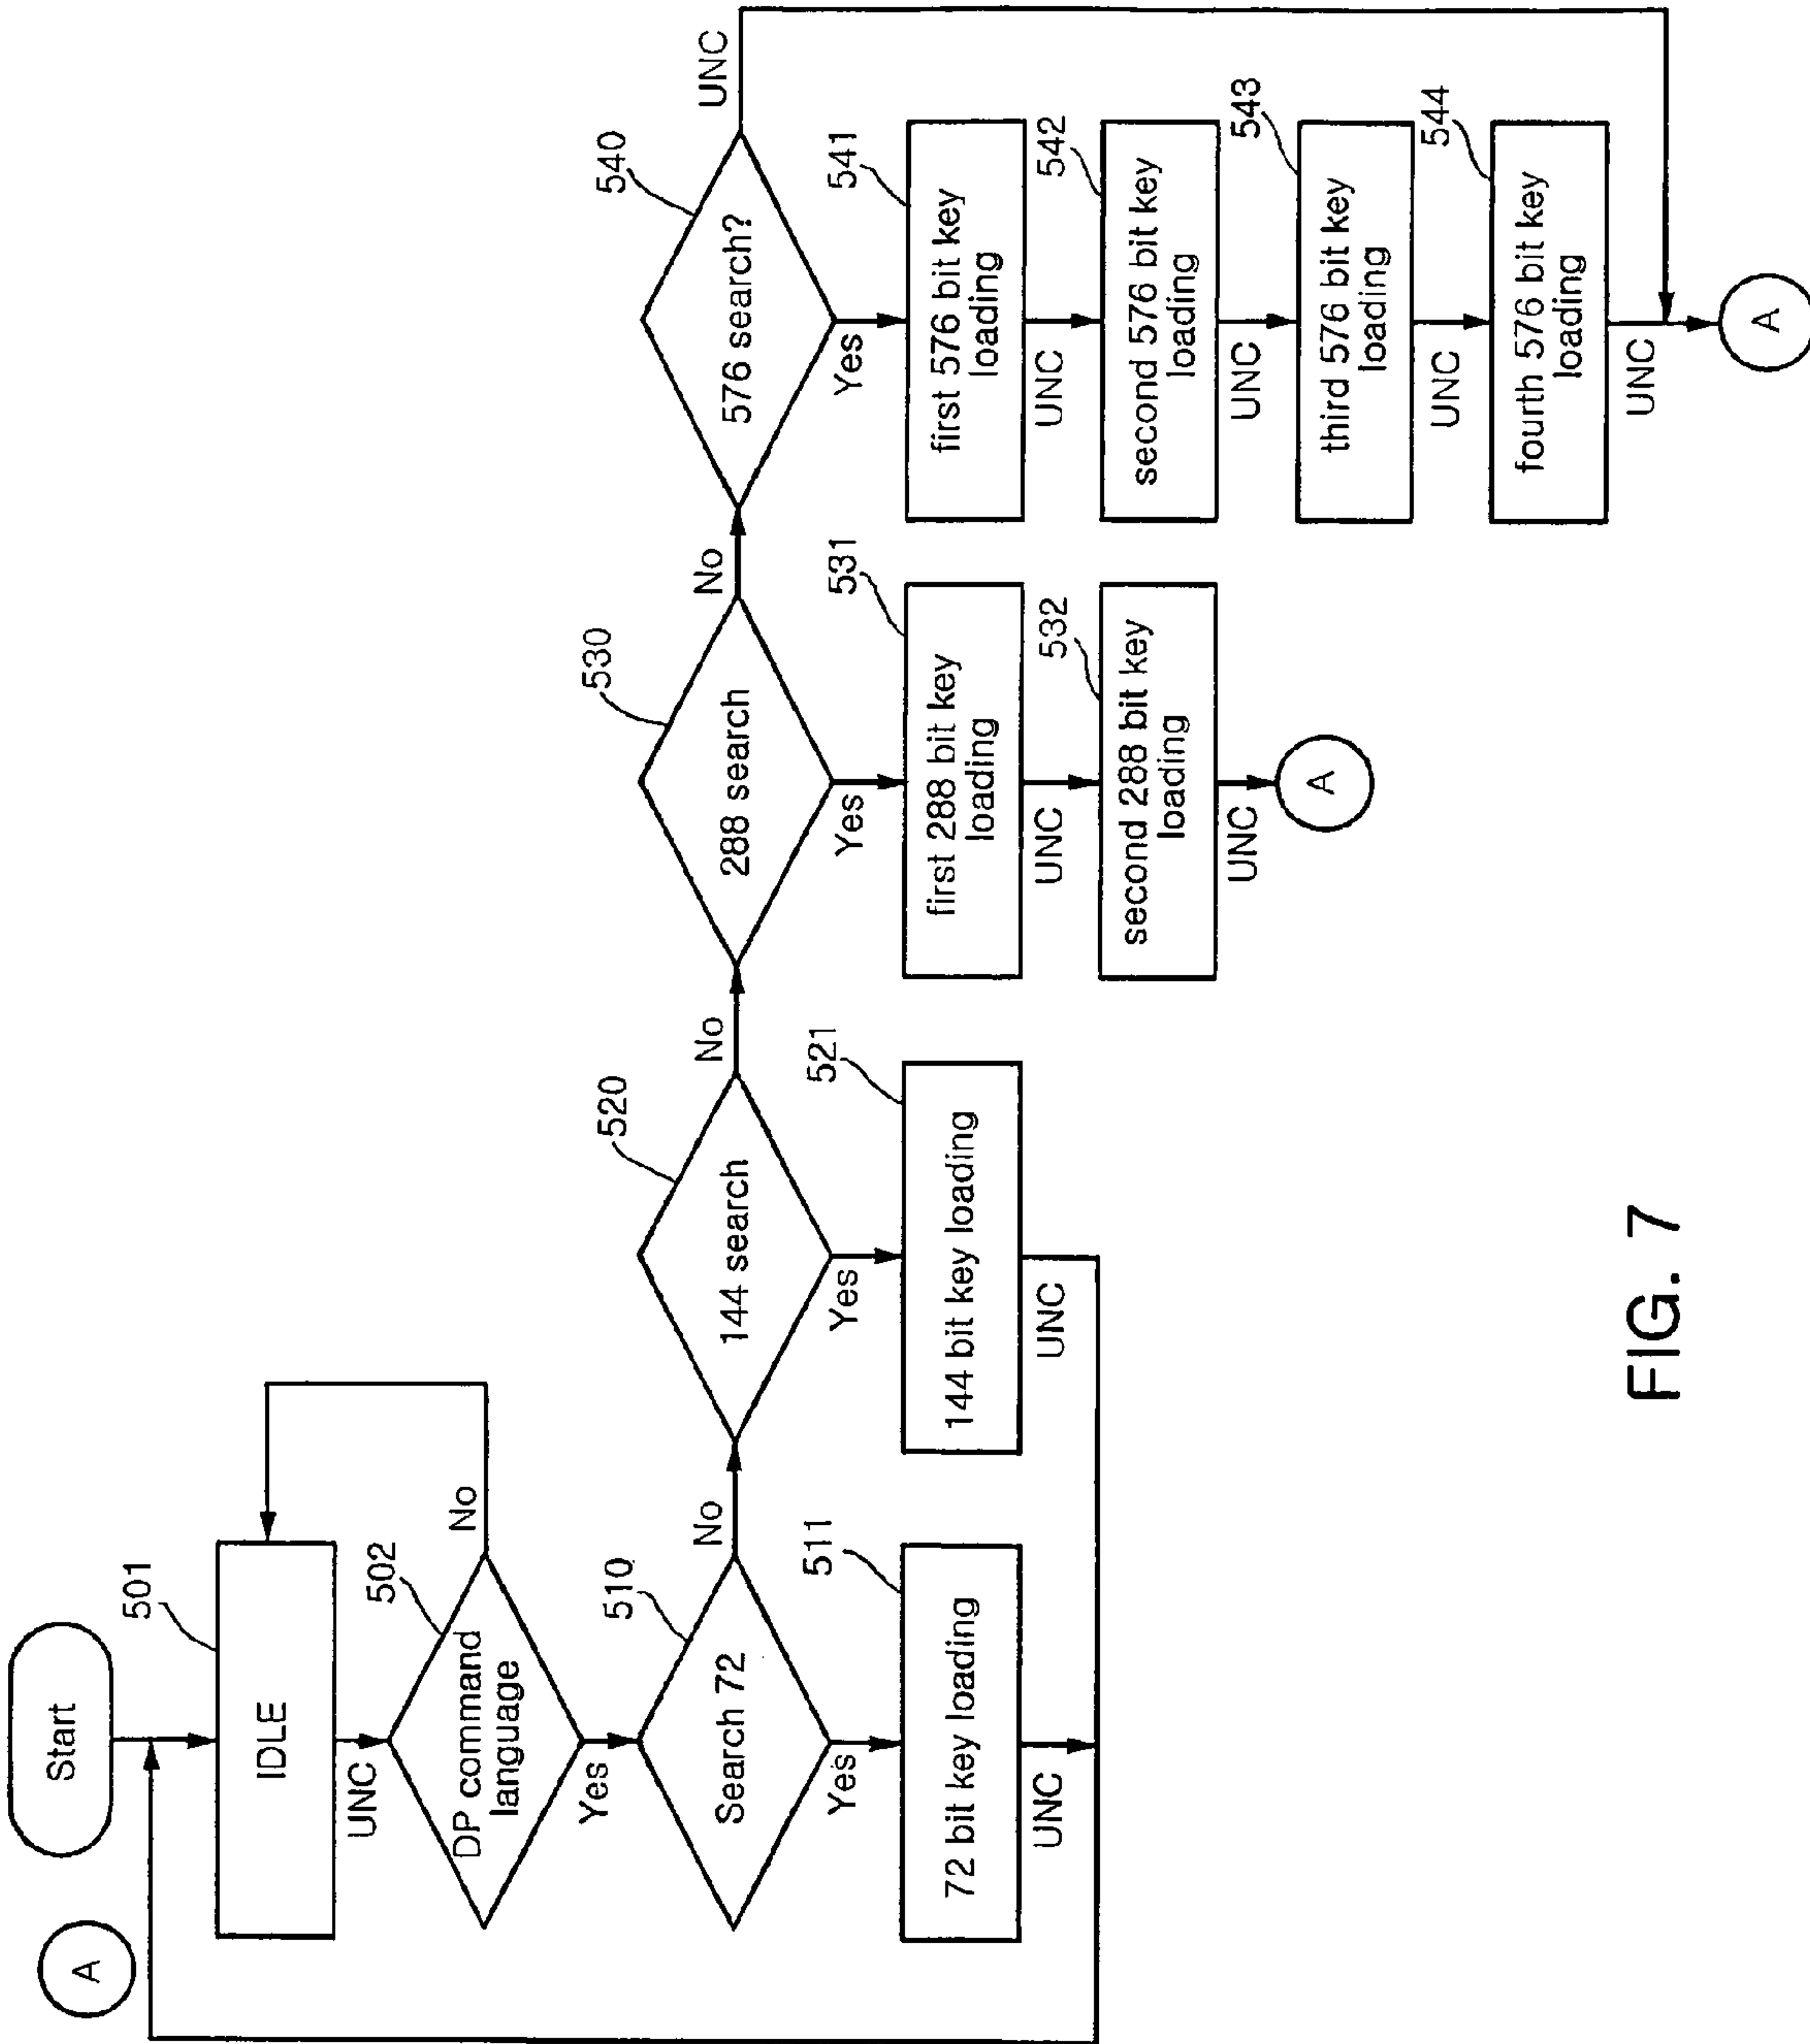 Start
A
501
IDLE
UNC
502
DP command
language
No
Yes
510
Search 72
No
Yes
511
72 bit key loading
UNC
520
144 search
No
Yes
521
144 bit key loading
UNC
530
288 search
No
Yes
531
first 288 bit key
loading
UNC
532
second 288 bit key
loading
UNC
A
540
576 search?
UNC
Yes
541
first 576 bit key
loading
UNC
542
second 576 bit key
loading
UNC
543
third 576 bit key
loading
UNC
544
fourth 576 bit key
loading
UNC
A
FIG. 7